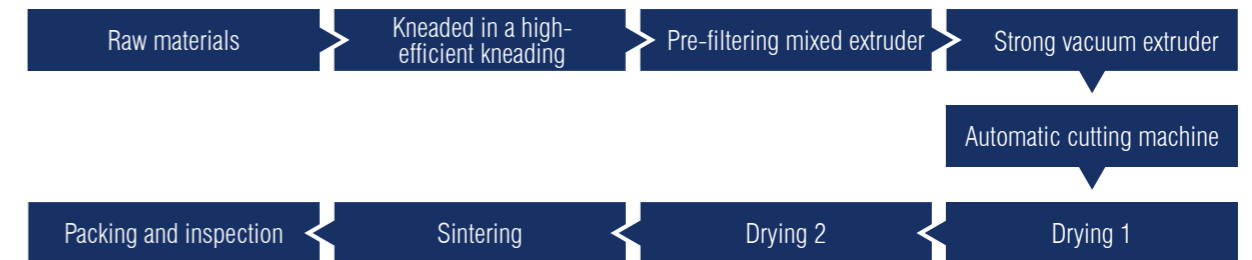 Raw materials
Kneaded in a high-
efficient kneading
Pre-filtering mixed extruder
Strong vacuum extruder
Automatic cutting machine
Drying 1
Drying 2
Sintering
Packing and inspection